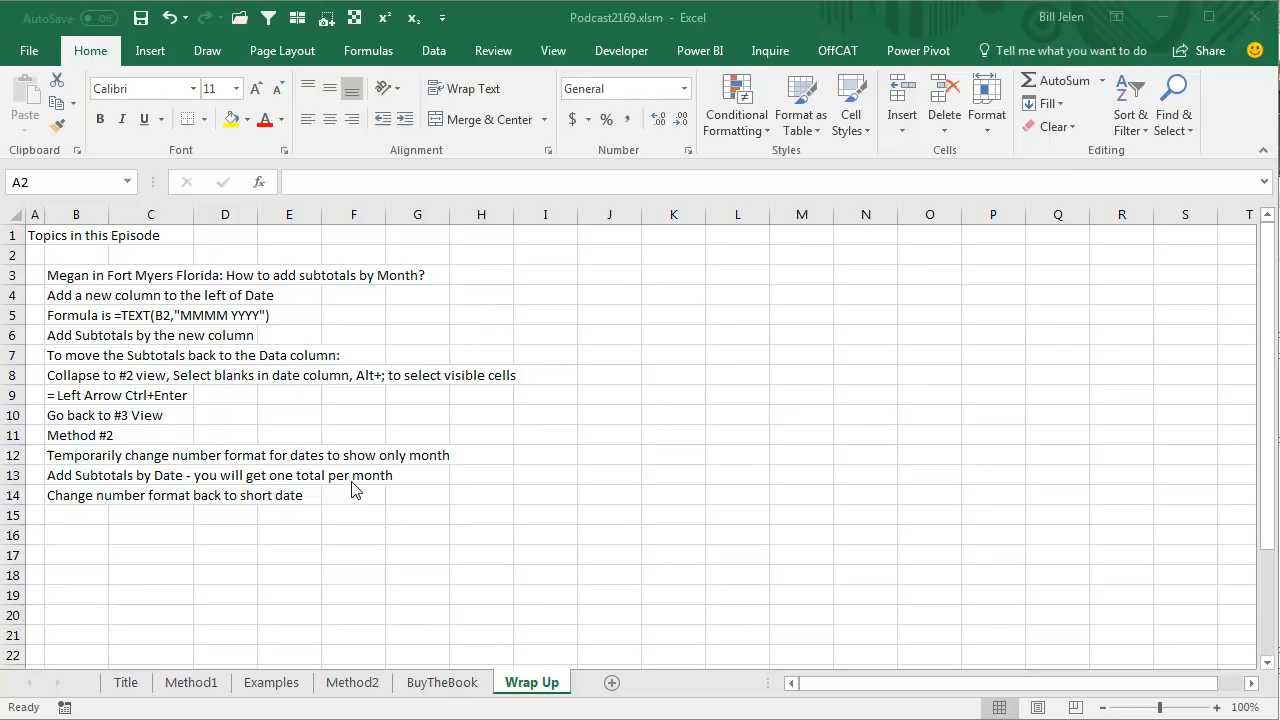 AutoSave Off
Podcast2169.xlsm - Excel
Bill Jelen
File Home Insert Draw Page Layout Formulas Data Review View Developer Power BI Inquire OffCAT Power Pivot Tell me what you want to do Share
Paste
Calibri 11
B I U
Wrap Text
Merge & Center
General
$ % ,
Conditional Formatting
Format as Table
Cell Styles
Insert
Delete
Format
AutoSum
Fill
Clear
Sort & Filter
Find & Select
Clipboard Font Alignment Number Styles Cells Editing
A2 fx
A B C D E F G H I J K L M N O P Q R S T
1 Topics in this Episode
2
3 Megan in Fort Myers Florida: How to add subtotals by Month?
4 Add a new column to the left of Date
5 Formula is =TEXT(B2,"MMMM YYYY")
6 Add Subtotals by the new column
7 To move the Subtotals back to the Data column:
8 Collapse to #2 view, Select blanks in date column, Alt+; to select visible cells
9 = Left Arrow Ctrl+Enter
10 Go back to #3 View
11 Method #2
12 Temporarily change number format for dates to show only month
13 Add Subtotals by Date - you will get one total per month
14 Change number format back to short date
15
16
17
18
19
20
21
22
Title Method1 Examples Method2 BuyTheBook Wrap Up
Ready 100%